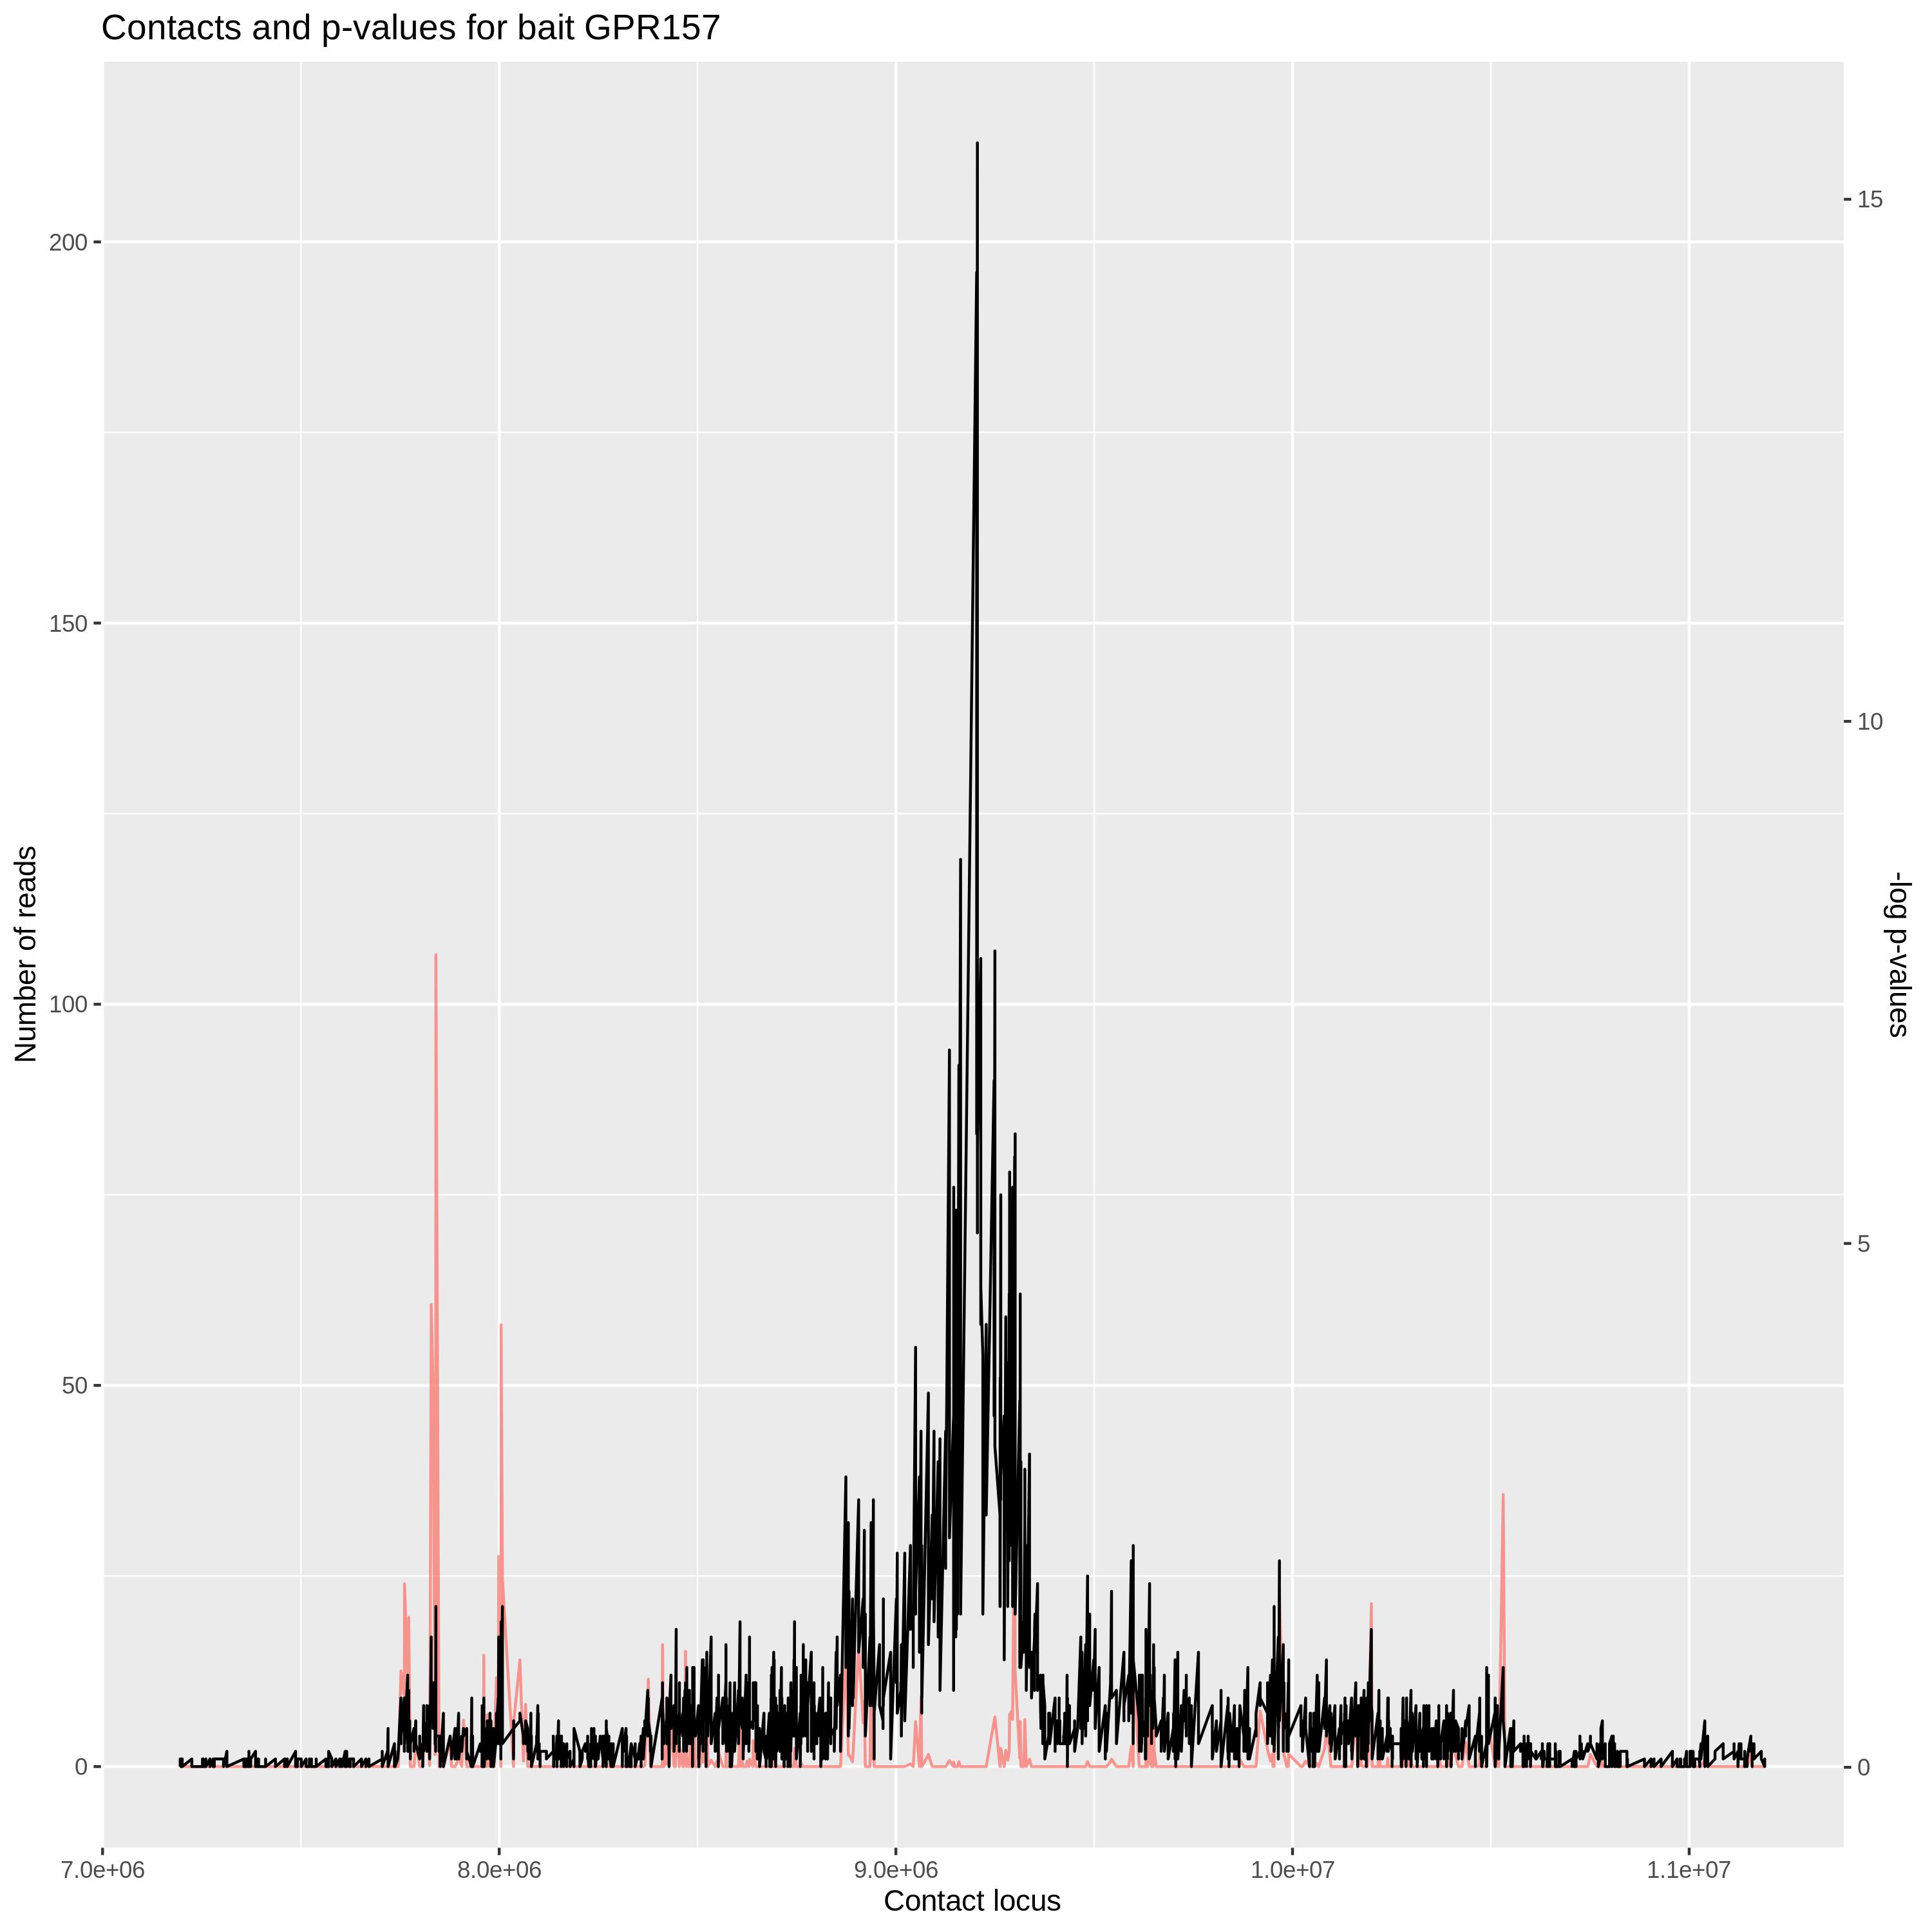 Contacts and p-values for bait GPR157
200
150
100
50
0
15
10
5
0
Number of reads
-log p-values
7.0e+06 8.0e+06 9.0e+06 1.0e+07 1.1e+07
Contact locus